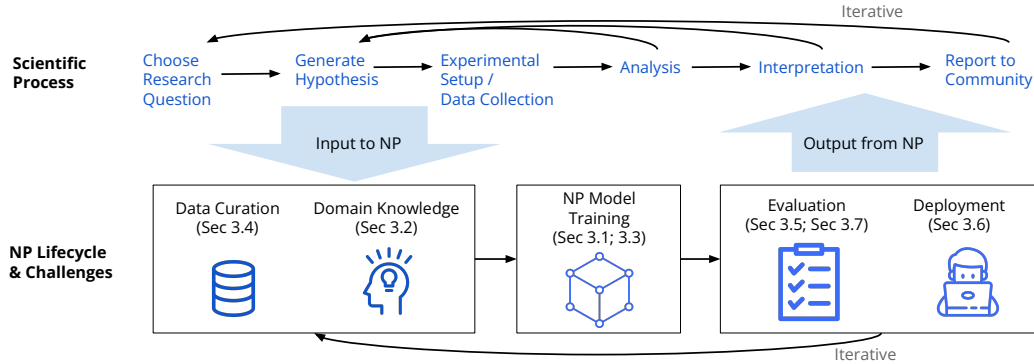 Iterative
Scientific
Process
Choose
Research
Question
Generate
Hypothesis
Experimental
Setup /
Data Collection
Analysis
Interpretation
Report to
Community
Input to NP
Output from NP
NP Lifecycle
& Challenges
Data Curation
(Sec 3.4)
Domain Knowledge
(Sec 3.2)
NP Model
Training
(Sec 3.1; 3.3)
Evaluation
(Sec 3.5; Sec 3.7)
Deployment
(Sec 3.6)
Iterative